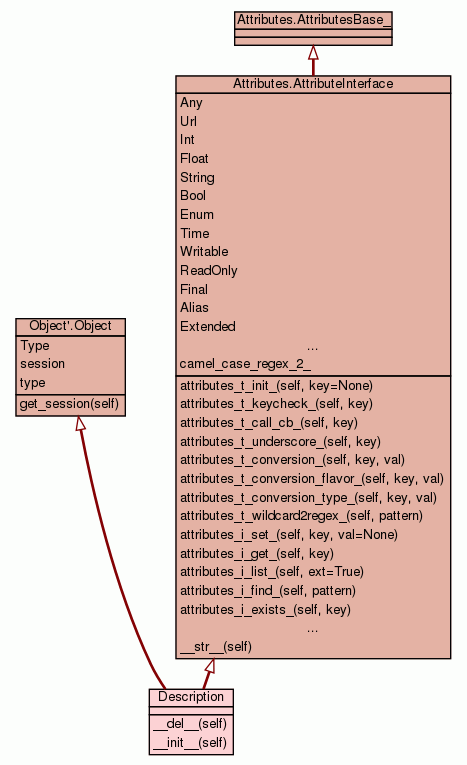 Attributes.AttributesBase_
Attributes.AttributeInterface
Any
Url
Int
Float
String
Bool
Enum
Time
Writable
ReadOnly
Final
Alias
Extended
...
camel_case_regex_2_
attributes_t_init_(self, key=None)
attributes_t_keycheck_(self, key)
attributes_t_call_cb_(self, key)
attributes_t_underscore_(self, key)
attributes_t_conversion_(self, key, val)
attributes_t_conversion_flavor_(self, key, val)
attributes_t_conversion_type_(self, key, val)
attributes_t_wildcard2regex_(self, pattern)
attributes_i_set_(self, key, val=None)
attributes_i_get_(self, key)
attributes_i_list_(self, ext=True)
attributes_i_find_(self, pattern)
attributes_i_exists_(self, key)
...
__str__(self)
Object'.Object
Type
session
type
get_session(self)
Description
__del__(self)
__init__(self)